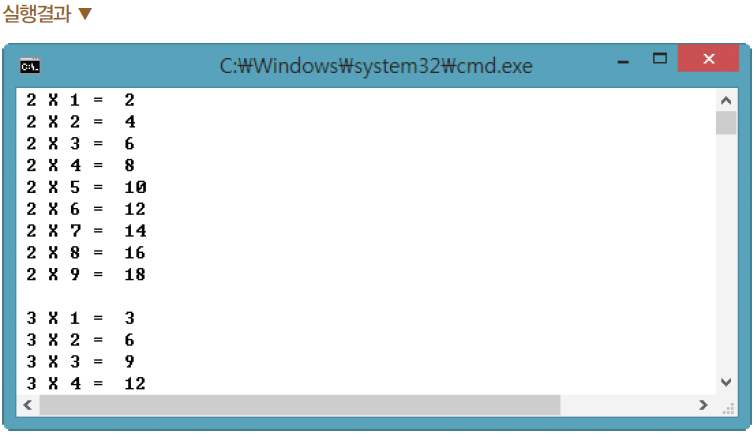 실행결과 ▼
C:\. C:₩Windows₩system32₩cmd.exe
2 X 1 =  2
2 X 2 =  4
2 X 3 =  6
2 X 4 =  8
2 X 5 =  10
2 X 6 =  12
2 X 7 =  14
2 X 8 =  16
2 X 9 =  18
3 X 1 =  3
3 X 2 =  6
3 X 3 =  9
3 X 4 =  12